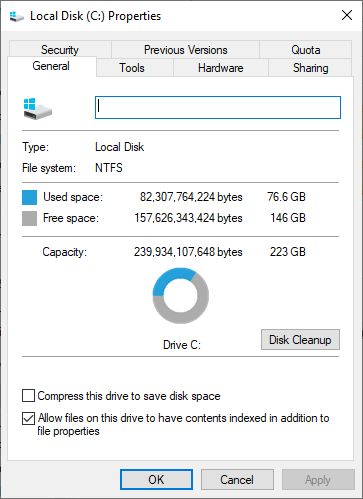 Local Disk (C:) Properties
Security Previous Versions Quota
General Tools Hardware Sharing
Type: Local Disk
File system: NTFS
Used space: 82,307,764,224 bytes 76.6 GB
Free space: 157,626,343,424 bytes 146 GB
Capacity: 239,934,107,648 bytes 223 GB
Drive C:
Disk Cleanup
Compress this drive to save disk space
Allow files on this drive to have contents indexed in addition to
file properties
OK Cancel Apply